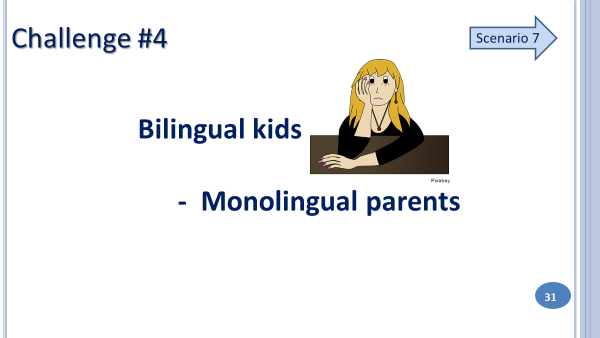 Challenge #4
Scenario 7
Bilingual kids
Pixabay
- Monolingual parents
31